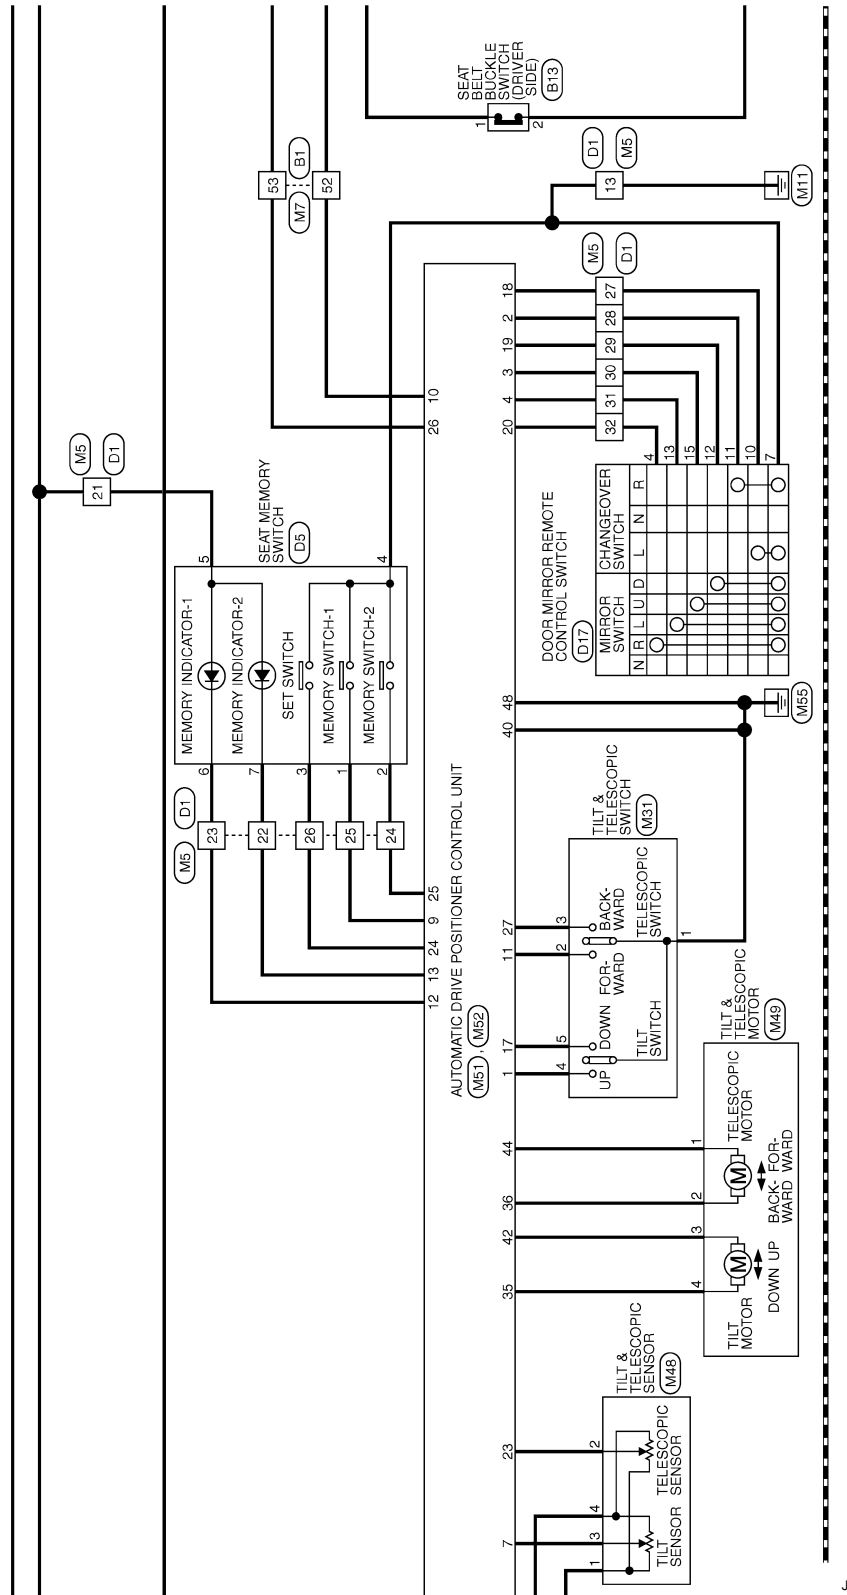 SEAT
BELT
BUCKLE
SWITCH
(DRIVER
SIDE)
B13
1
2
53
52
B1
M7
D1
M5
13
M11
M5
D1
18
2
19
3
4
20
27
28
29
30
31
32
10
26
M5
D1
21
SEAT MEMORY
SWITCH
D5
5
4
MEMORY INDICATOR-1
MEMORY INDICATOR-2
SET SWITCH
MEMORY SWITCH-1
MEMORY SWITCH-2
6
7
3
1
2
D1
M5
23
22
26
25
24
25
9
24
13
12
DOOR MIRROR REMOTE
CONTROL SWITCH
D17
4
13
15
12
11
10
7
CHANGEOVER
SWITCH
MIRROR
SWITCH
N R L U D L N R
48
40
M55
AUTOMATIC DRIVE POSITIONER CONTROL UNIT
M51 , M52
TILT &
TELESCOPIC
SWITCH
M31
27
11
17
1
3
2
5
4
1
BACK-
WARD
FOR-
WARD
TELESCOPIC
SWITCH
DOWN
UP
TILT
SWITCH
TILT &
TELESCOPIC
MOTOR
M49
44
36
42
35
1
2
3
4
TELESCOPIC
MOTOR
BACK- FOR-
WARD WARD
M
M
DOWN UP
TILT
MOTOR
TILT &
TELESCOPIC
SENSOR
M48
23
7
2
4
3
1
TELESCOPIC
SENSOR
TILT
SENSOR